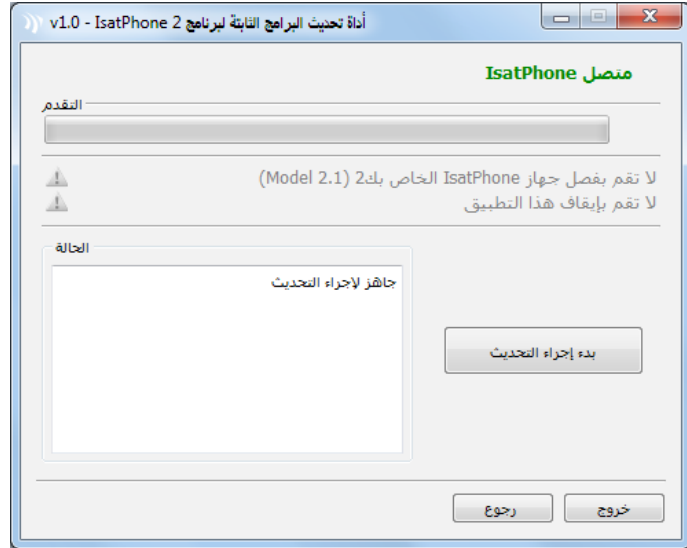 أداة تحديث البرامج الثابتة لبرنامج IsatPhone 2 - v1.0
متصل IsatPhone
التقدم
لا تقم بفصل جهاز IsatPhone الخاص بك2 (Model 2.1)
لا تقم بإيقاف هذا التطبيق
الحالة
جاهز لإجراء التحديث
بدء إجراء التحديث
خروج
رجوع